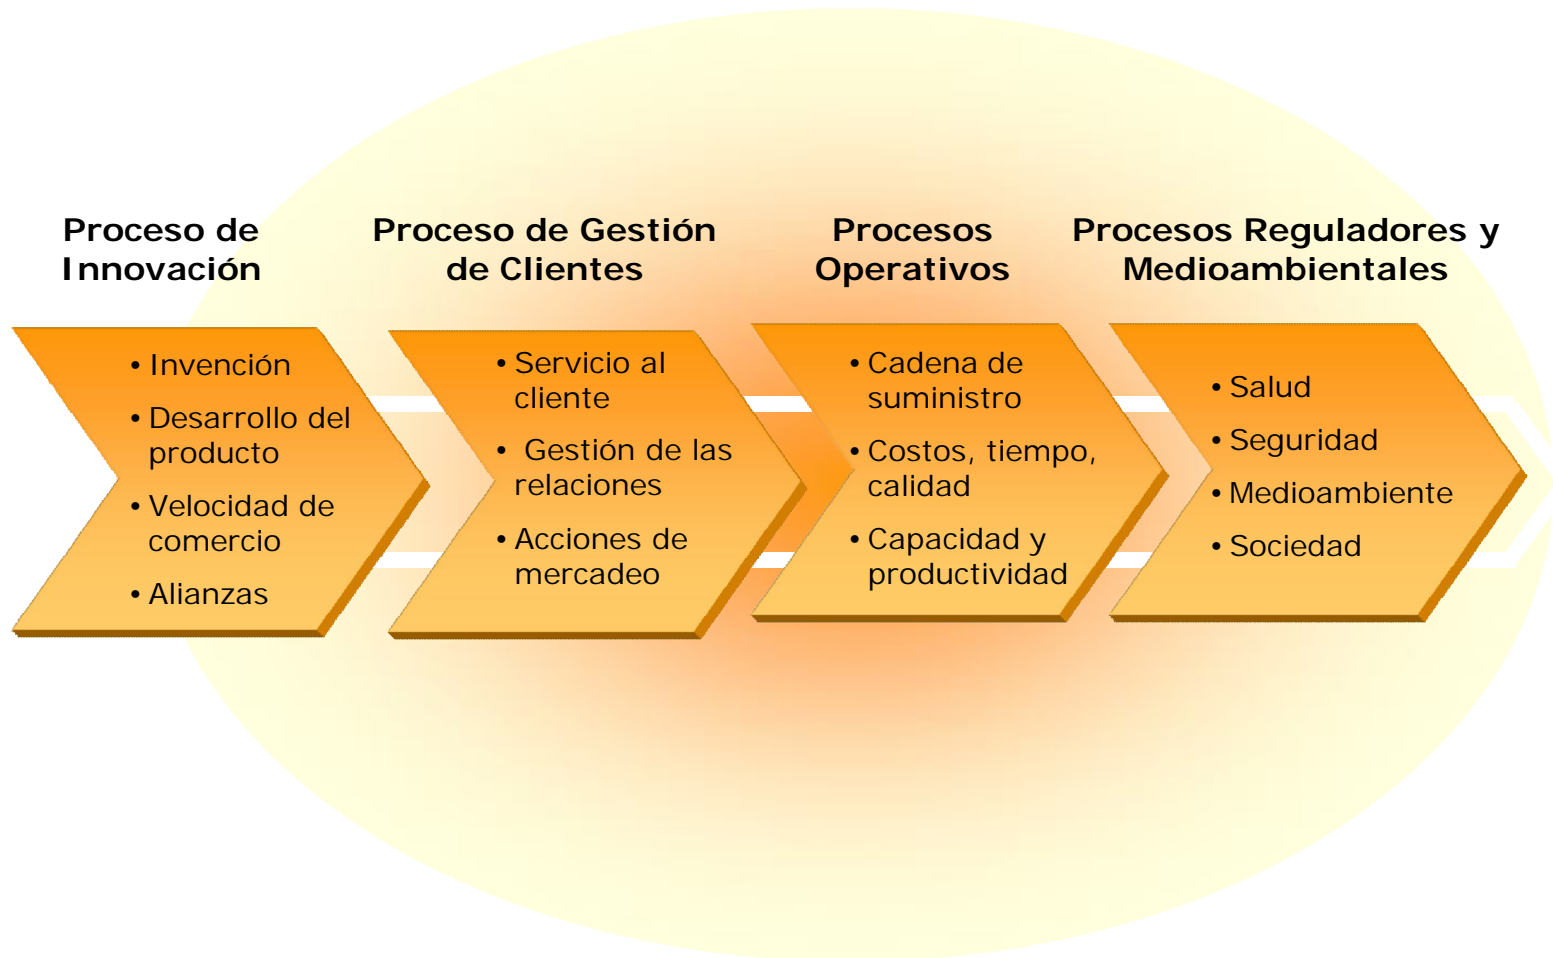 Proceso de
Innovación
Proceso de Gestión
de Clientes
Procesos
Operativos
Procesos Reguladores y
Medioambientales
• Invención
• Desarrollo del
producto
• Velocidad de
comercio
• Alianzas
• Servicio al
cliente
• Gestión de las
relaciones
• Acciones de
mercadeo
• Cadena de
suministro
• Costos, tiempo,
calidad
• Capacidad y
productividad
• Salud
• Seguridad
• Medioambiente
• Sociedad